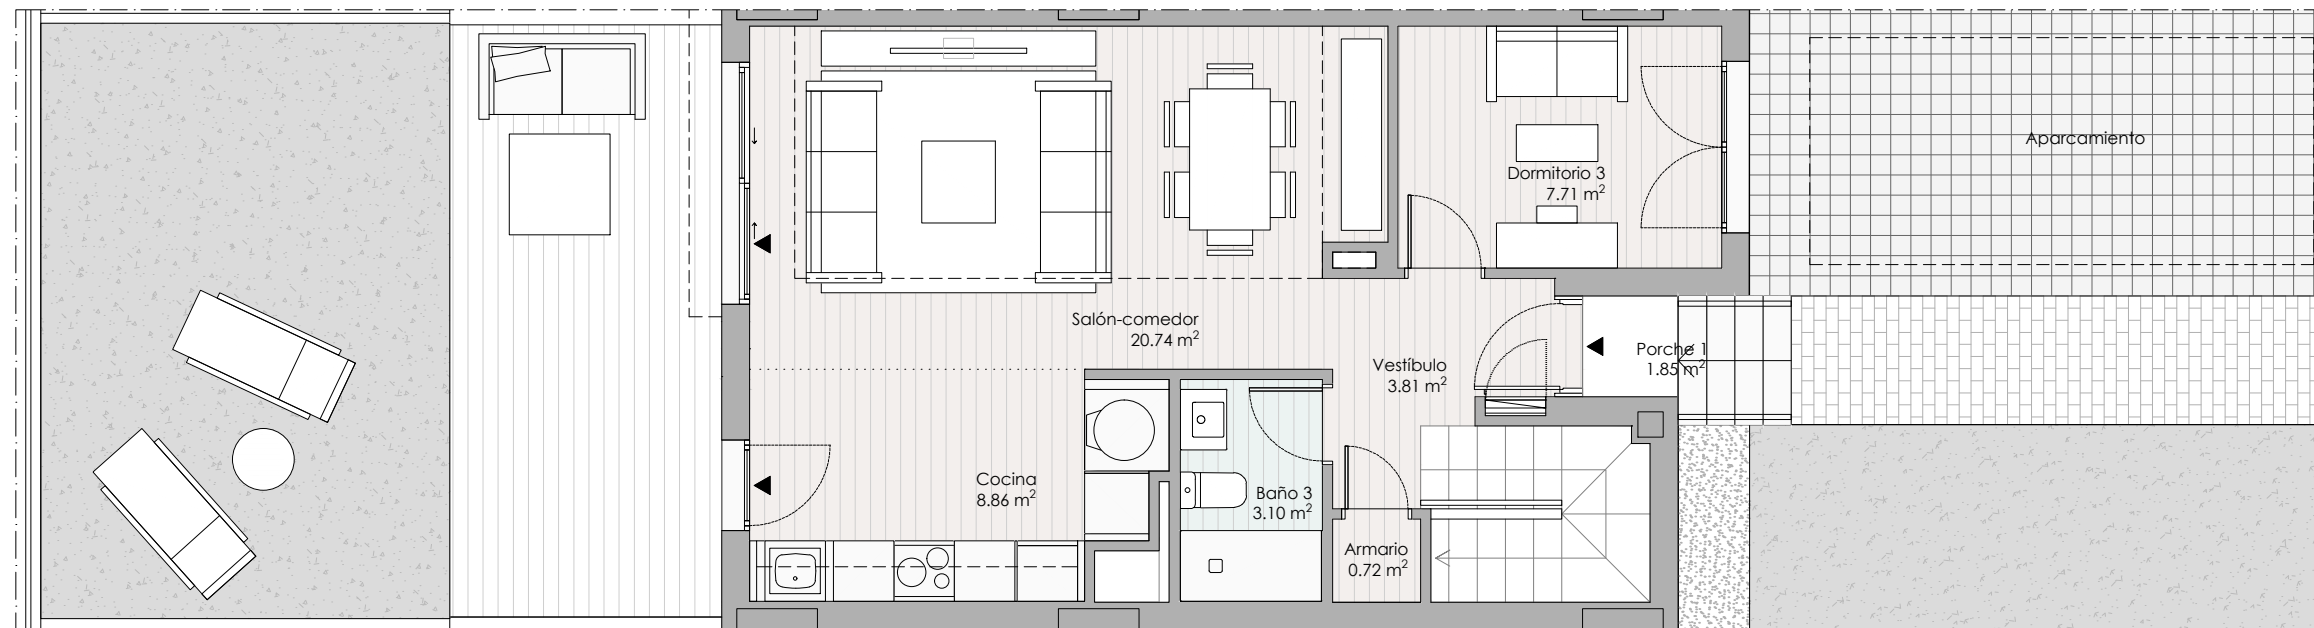 Aparcamiento
Dormitorio 3
7.71 m²
Salón-comedor
20.74 m²
Vestíbulo
3.81 m²
Porche 1
1.85 m²
Cocina
8.86 m²
Baño 3
3.10 m²
Armario
0.72 m²